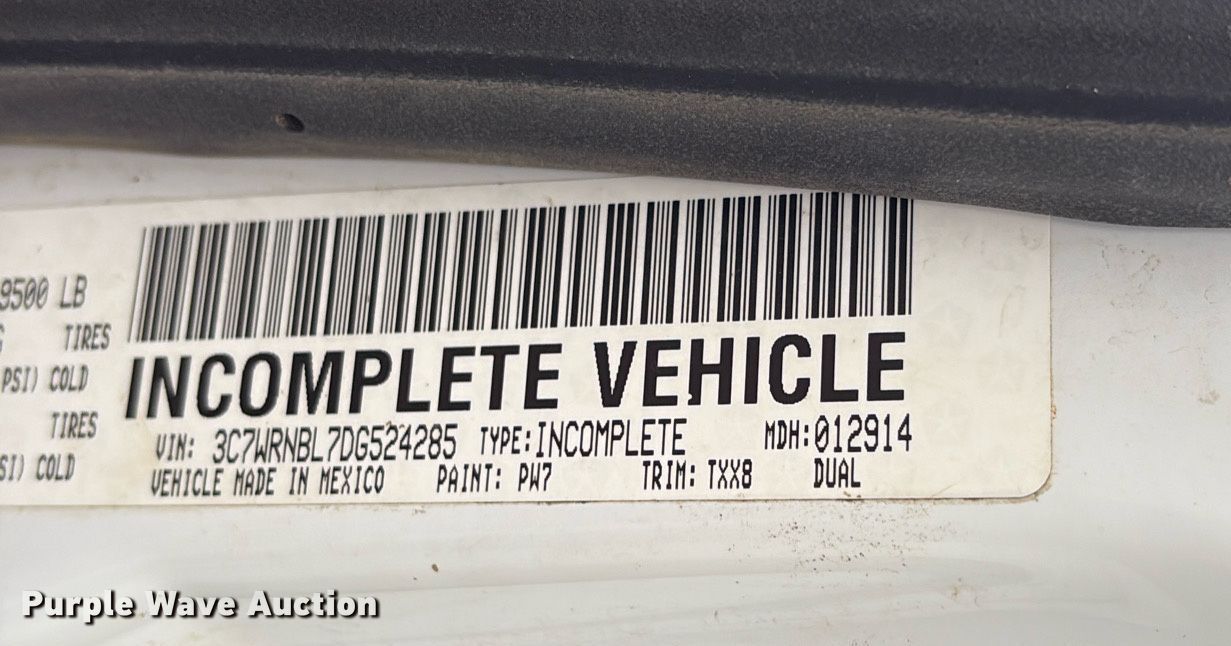 9500 LB
TIRES
PSI) COLD
TIRES
SI) COLD
INCOMPLETE VEHICLE
VIN: 3C7WRNBL7DG524285 TYPE:INCOMPLETE MDH:012914
VEHICLE MADE IN MEXICO PAINT: PW7 TRIM: TXX8 DUAL
Purple Wave Auction